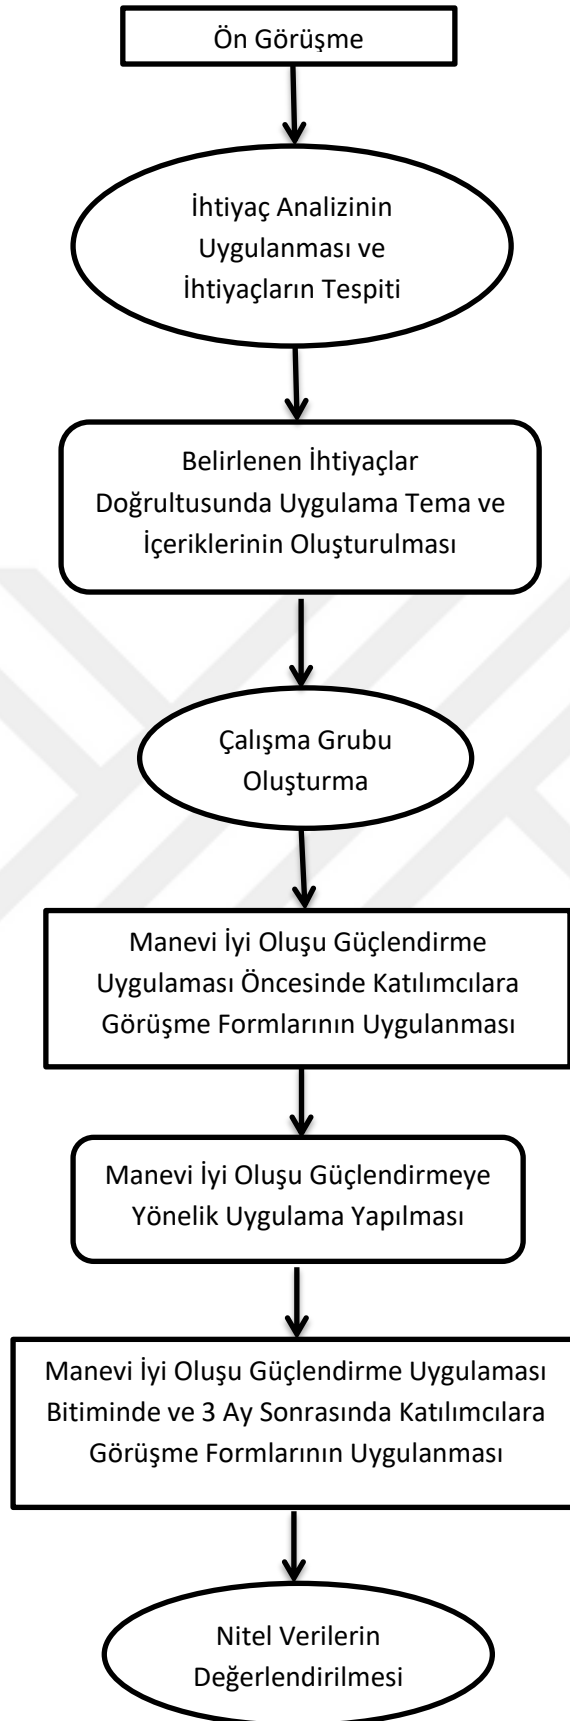 Ön Görüşme
İhtiyaç Analizinin
Uygulanması ve
İhtiyaçların Tespiti
Belirlenen İhtiyaçlar
Doğrultusunda Uygulama Tema ve
İçeriklerinin Oluşturulması
Çalışma Grubu
Oluşturma
Manevi İyi Oluşu Güçlendirme
Uygulaması Öncesinde Katılımcılara
Görüşme Formlarının Uygulanması
Manevi İyi Oluşu Güçlendirmeye
Yönelik Uygulama Yapılması
Manevi İyi Oluşu Güçlendirme Uygulaması
Bitiminde ve 3 Ay Sonrasında Katılımcılara
Görüşme Formlarının Uygulanması
Nitel Verilerin
Değerlendirilmesi